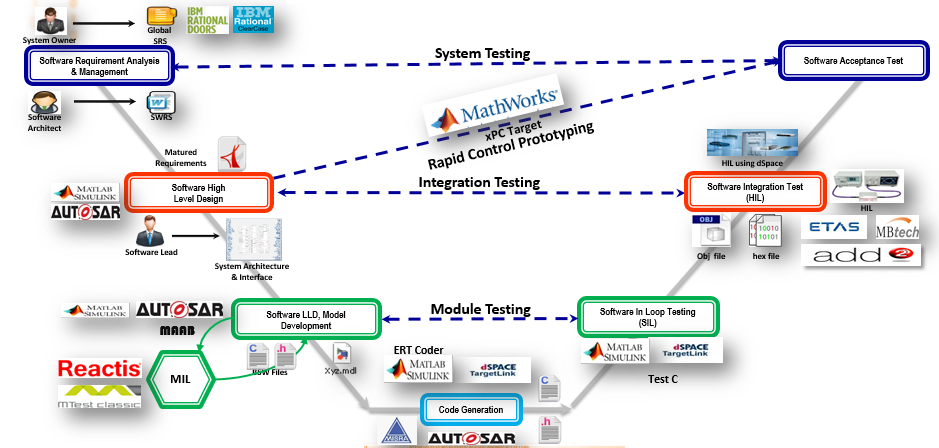 System Owner
Global
SRS
IBM
RATIONAL
DOORS
IBM
Rational
ClearCase
Software Requirement Analysis
& Management
System Testing
Software Acceptance Test
Software
Architect
SWRS
MathWorks®
xPC Target
Rapid Control Prototyping
Matured
Requirements
HIL using dSpace
MATLAB
SIMULINK
AUTOSAR
Software High
Level Design
Integration Testing
Software Integration Test
(HIL)
HIL
Software Lead
System Architecture
& Interface
OBJ
Obj file
10010
10101
hex file
ETAS
MBtech
add2
MATLAB
SIMULINK
AUTOSAR
MAAB
Software LLD, Model
Development
Module Testing
Software In Loop Testing
(SIL)
Reactis
MTest classic
MIL
C
.h
BSW Files
Xyz.mdl
ERT Coder
MATLAB
SIMULINK
dSPACE
TargetLink
MATLAB
SIMULINK
dSPACE
TargetLink
Test C
C
.h
Code Generation
MISRA
AUTOSAR